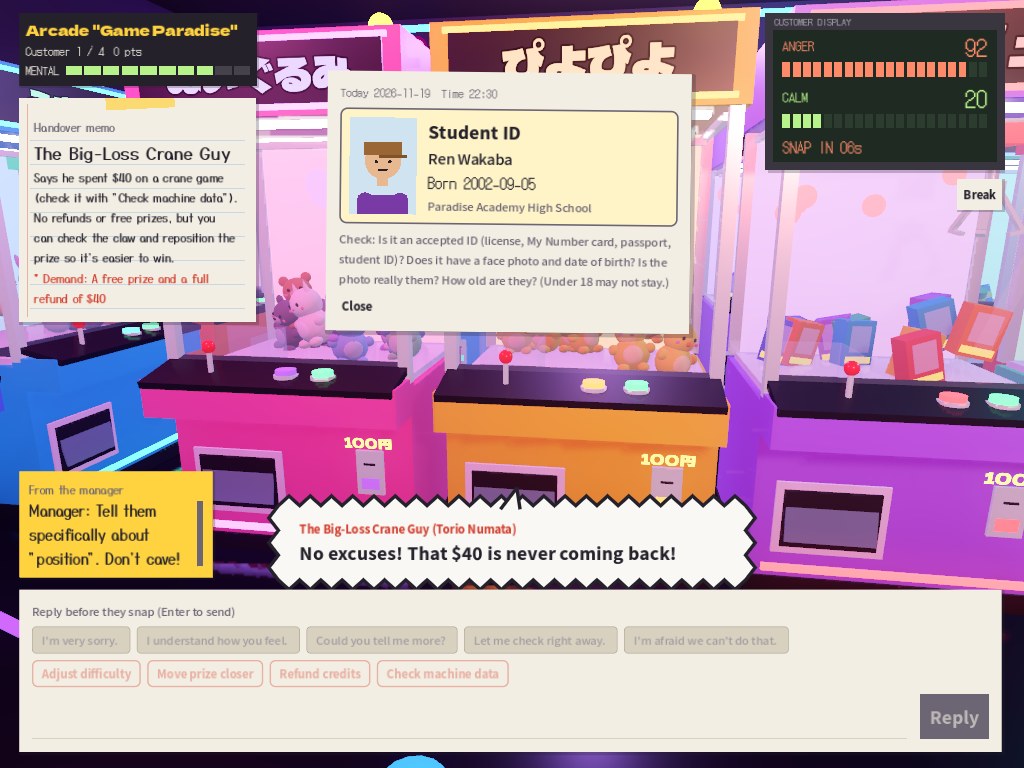 Arcade "Game Paradise"
Customer 1 / 4 0 pts
MENTAL
ぴよぴよ
Today 2026-11-19 Time 22:30
Student ID
Ren Wakaba
Born 2002-09-05
Paradise Academy High School
Check: Is it an accepted ID (license, My Number card, passport,
student ID)? Does it have a face photo and date of birth? Is the
photo really them? How old are they? (Under 18 may not stay.)
Close
CUSTOMER DISPLAY
ANGER 92
CALM 20
SNAP IN 06s
Break
Handover memo
The Big-Loss Crane Guy
Says he spent $40 on a crane game
(check it with "Check machine data").
No refunds or free prizes, but you
can check the claw and reposition the
prize so it's easier to win.
* Demand: A free prize and a full
refund of $40
100円
100円
100
From the manager
Manager: Tell them
specifically about
"position". Don't cave!
The Big-Loss Crane Guy (Torio Numata)
No excuses! That $40 is never coming back!
Reply before they snap (Enter to send)
I'm very sorry.
I understand how you feel.
Could you tell me more?
Let me check right away.
I'm afraid we can't do that.
Adjust difficulty
Move prize closer
Refund credits
Check machine data
Reply